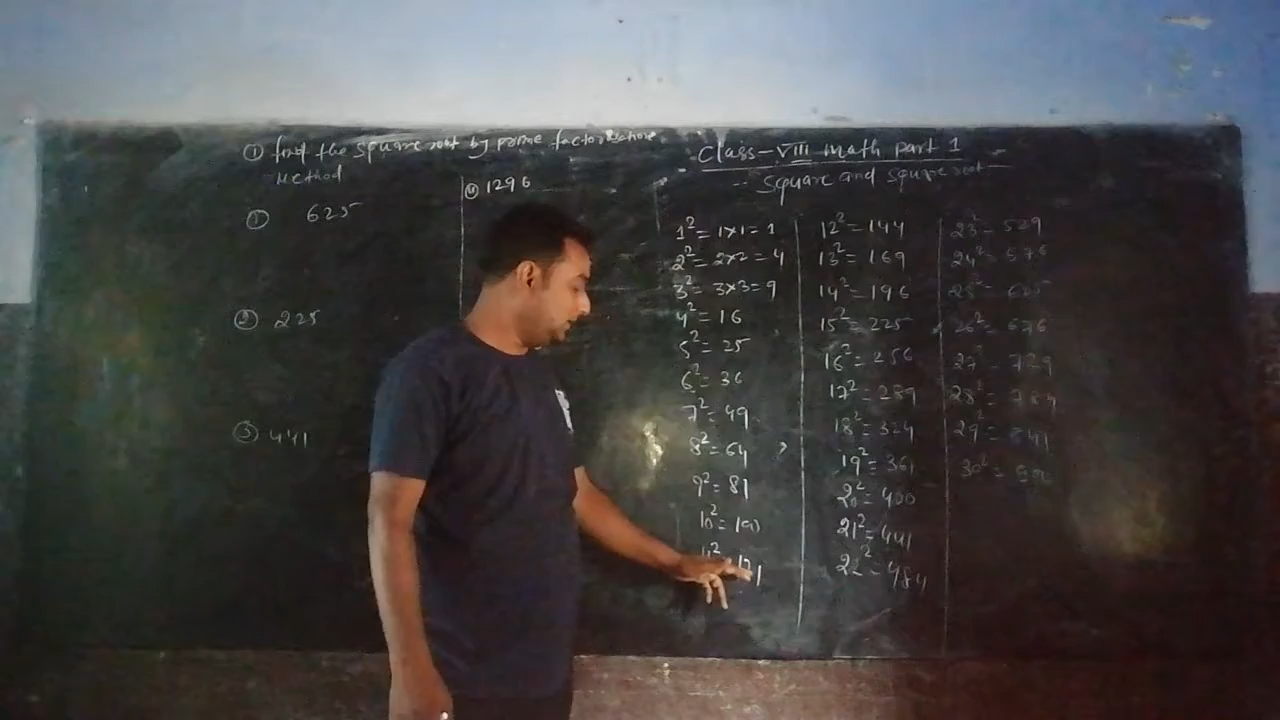 ① find the square root by prime factorisation
Method
① 625
② 225
③ 441
④ 1296
Class-VIII Math Part 1
Square and square root
1² = 1×1 = 1
2² = 2×2 = 4
3² = 3×3 = 9
4² = 16
5² = 25
6² = 36
7² = 49
8² = 64
9² = 81
10² = 100
11² = 121
12² = 144
13² = 169
14² = 196
15² = 225
16² = 256
17² = 289
18² = 324
19² = 361
20² = 400
21² = 441
22² = 484
23² = 529
24² = 576
25² = 625
26² = 676
27² = 729
28² = 784
29² = 841
30² = 900